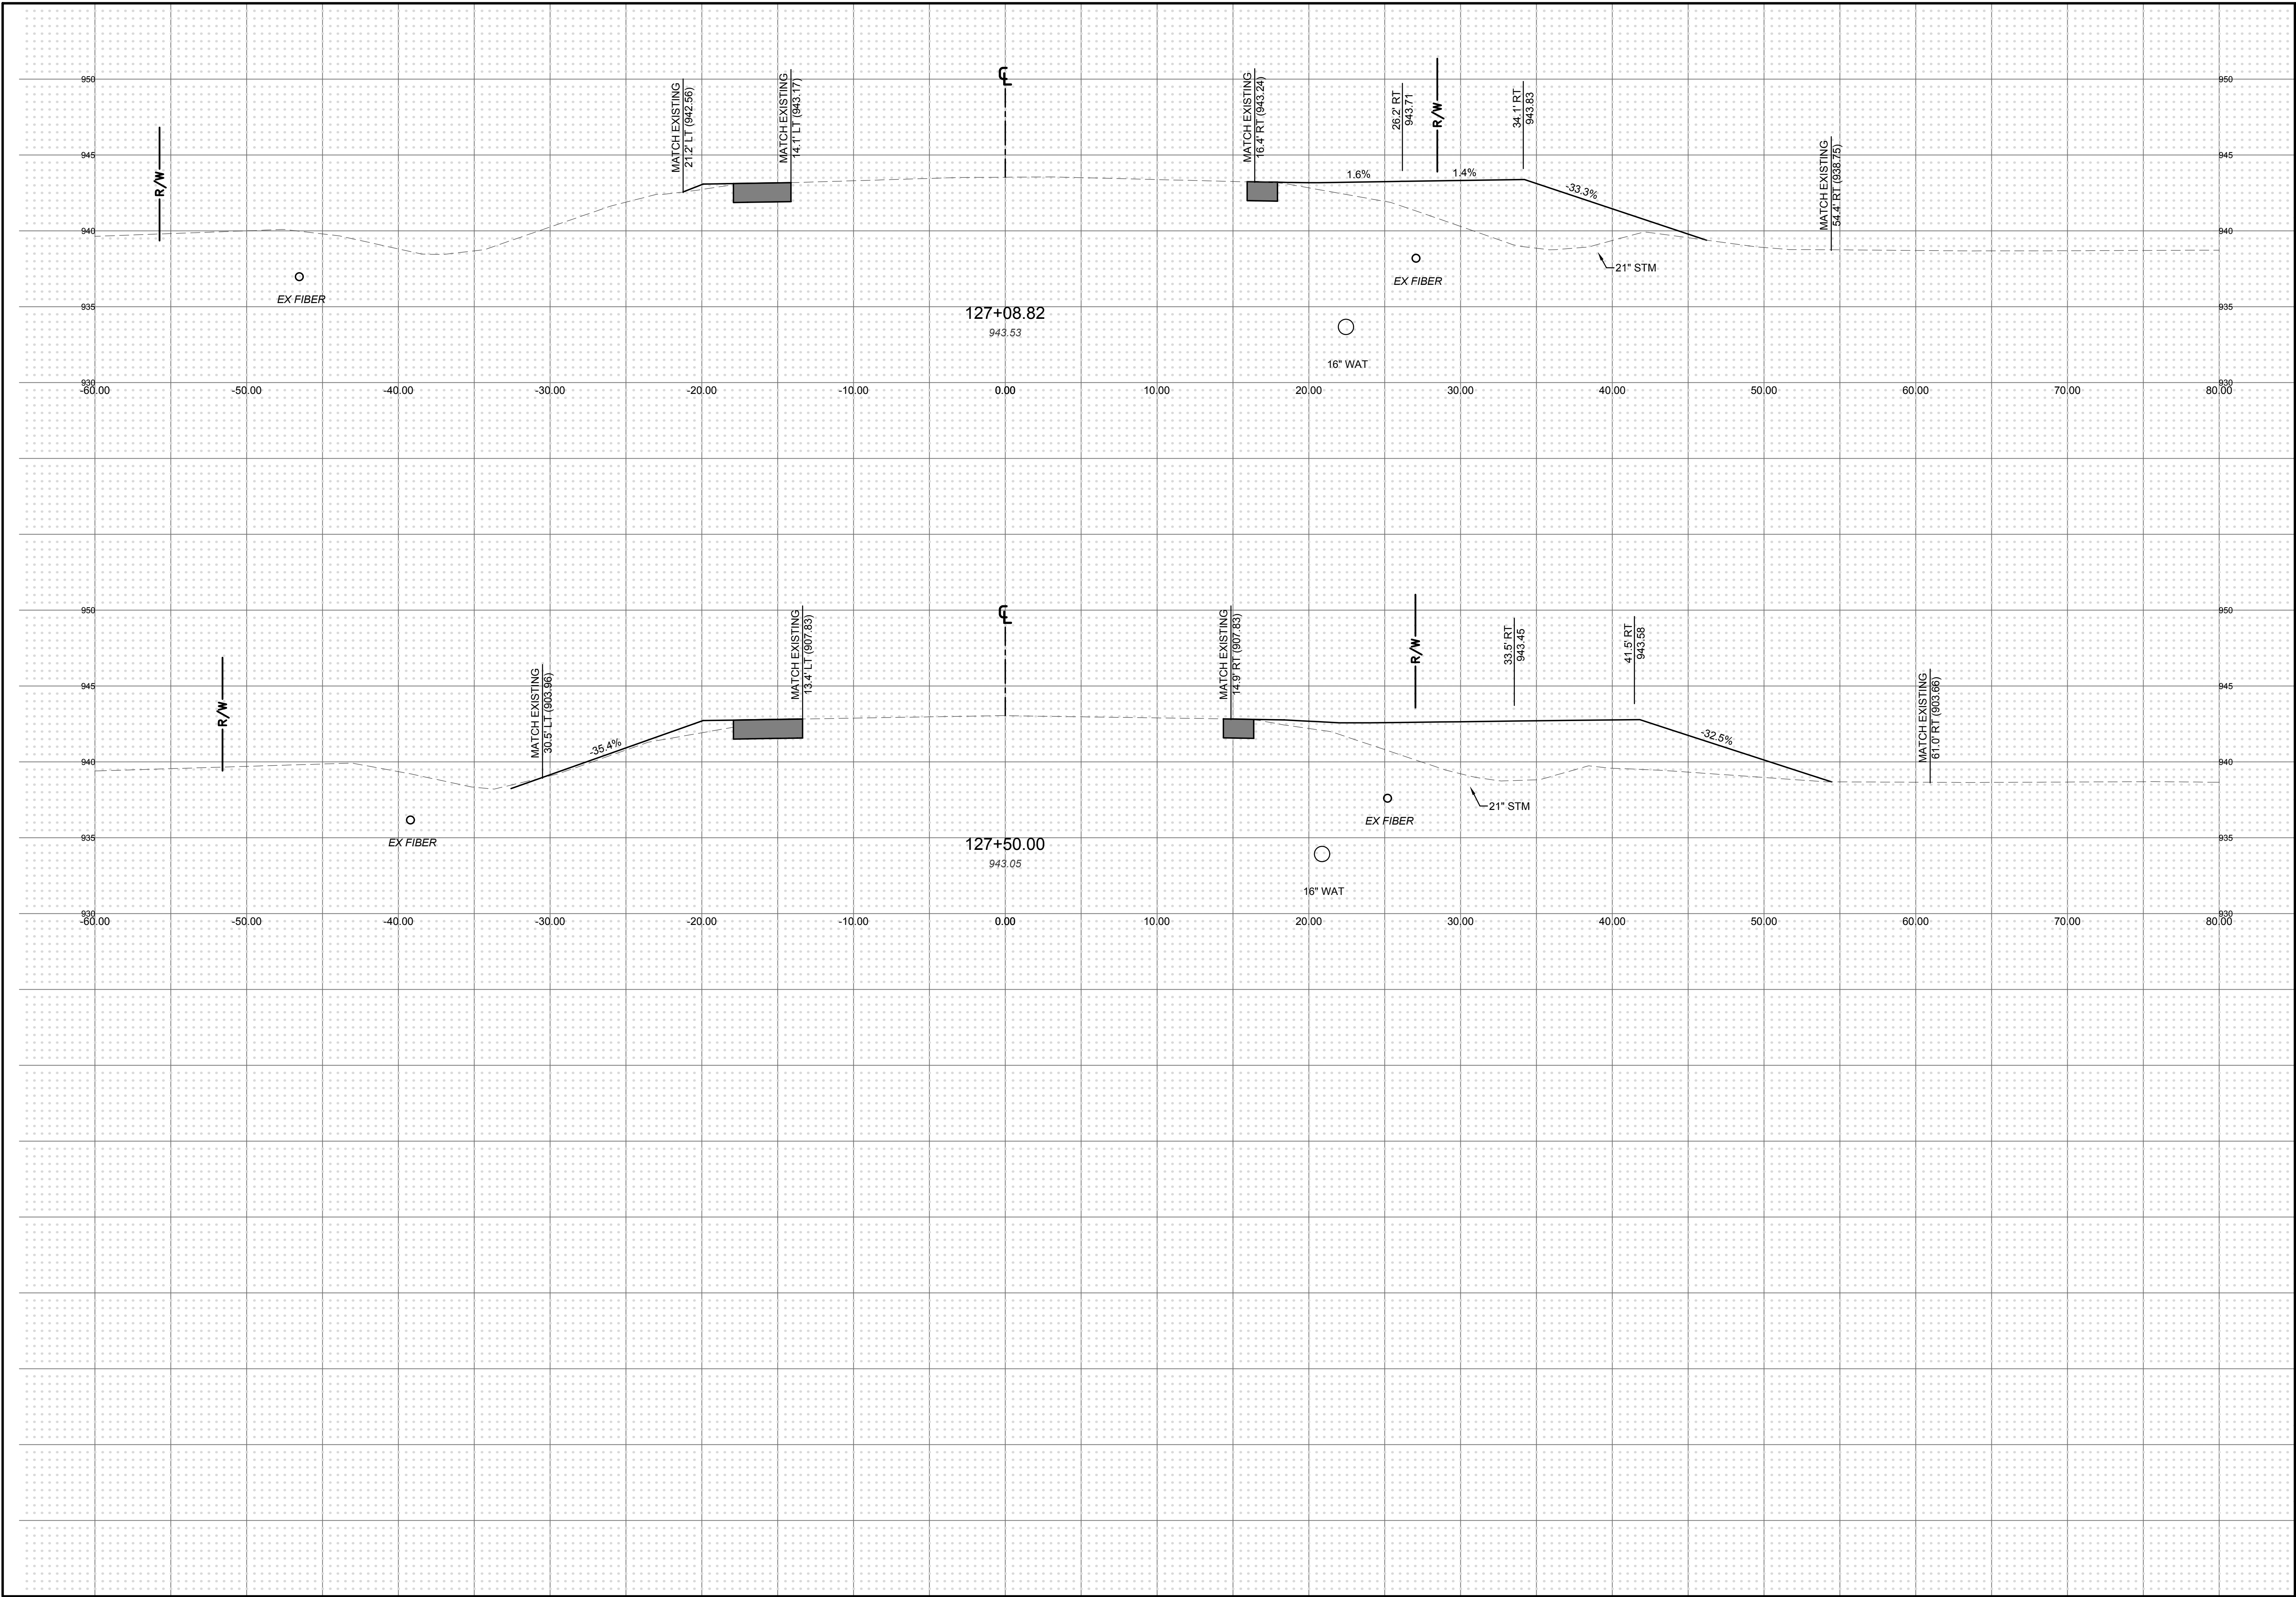 950
MATCH EXISTING
21.2' LT (942.56)
MATCH EXISTING
14.1' LT (943.17)
CL
MATCH EXISTING
16.4' RT (943.24)
26.2' RT
943.71
R/W
34.1' RT
943.83
950
945
R/W
MATCH EXISTING
54.4' RT (938.75)
945
1.6%
1.4%
-33.3%
940
940
EX FIBER
EX FIBER
21" STM
935
127+08.82
943.53
935
16" WAT
930
930
-60.00 -50.00 -40.00 -30.00 -20.00 -10.00 0.00 10.00 20.00 30.00 40.00 50.00 60.00 70.00 80.00
950
MATCH EXISTING
30.5' LT (903.96)
MATCH EXISTING
13.4' LT (907.83)
CL
MATCH EXISTING
14.9' RT (907.83)
R/W
33.5' RT
943.45
41.5' RT
943.58
950
945
R/W
MATCH EXISTING
61.0' RT (903.66)
945
-35.4%
-32.5%
940
940
EX FIBER
EX FIBER
21" STM
935
127+50.00
943.05
935
16" WAT
930
930
-60.00 -50.00 -40.00 -30.00 -20.00 -10.00 0.00 10.00 20.00 30.00 40.00 50.00 60.00 70.00 80.00